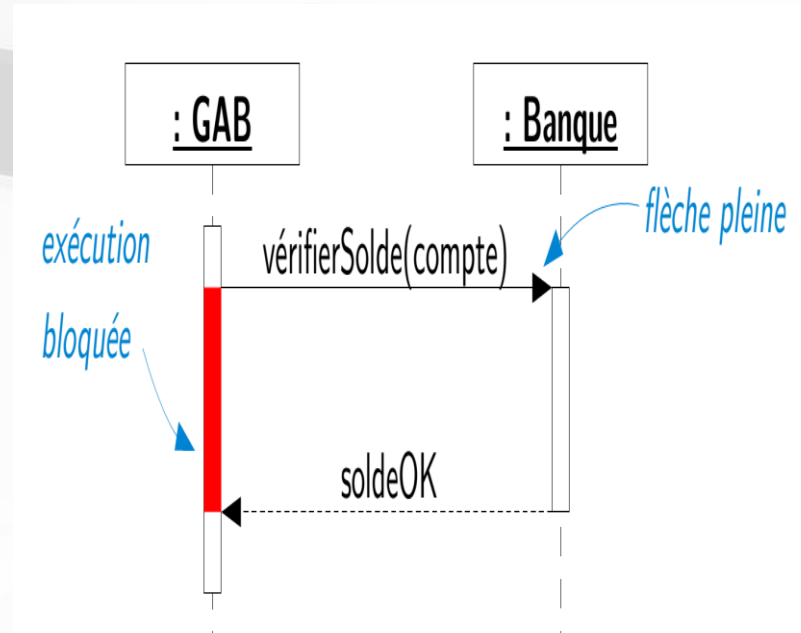 : GAB
: Banque
flèche pleine
exécution
bloquée
vérifierSolde(compte)
soldeOK